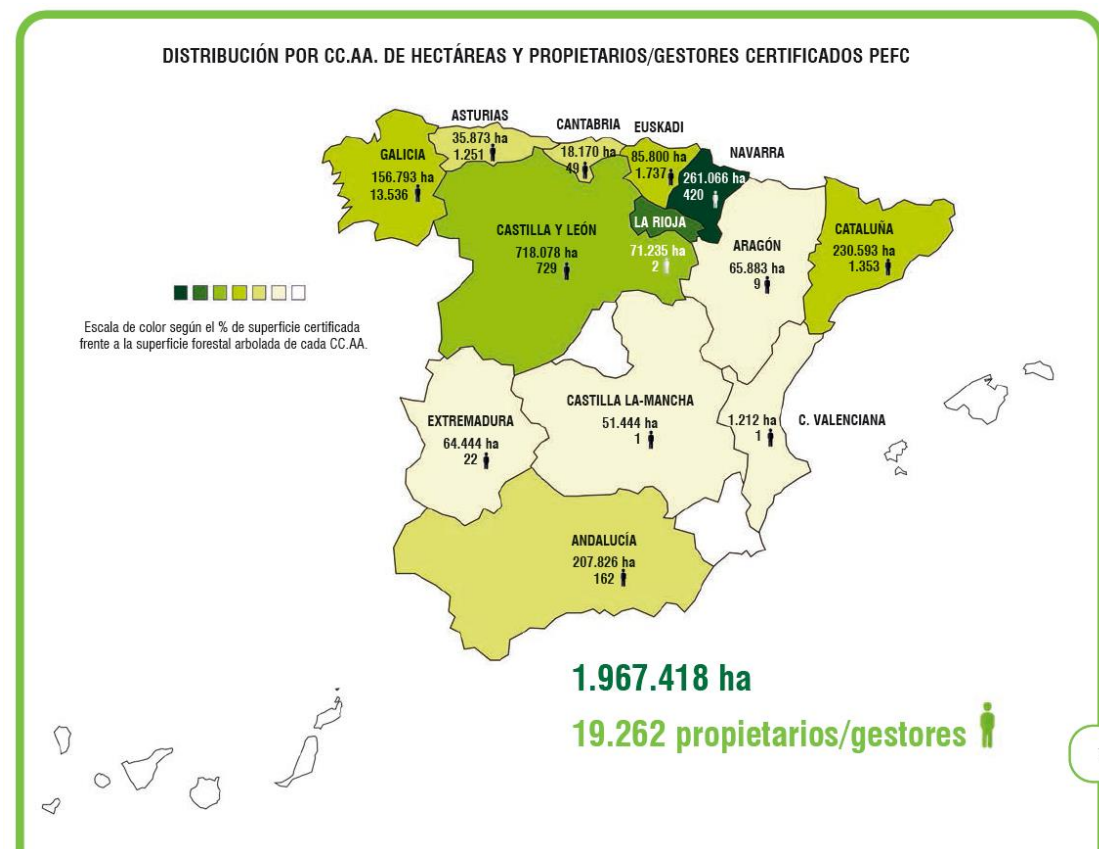 DISTRIBUCIÓN POR CC.AA. DE HECTÁREAS Y PROPIETARIOS/GESTORES CERTIFICADOS PEFC
ASTURIAS
35.873 ha
1.251
CANTABRIA
18.170 ha
49
EUSKADI
85.800 ha
1.737
NAVARRA
261.066 ha
420
GALICIA
156.793 ha
13.536
CASTILLA Y LEÓN
718.078 ha
729
LA RIOJA
71.235 ha
2
ARAGÓN
65.883 ha
9
CATALUÑA
230.593 ha
1.353
Escala de color según el % de superficie certificada
frente a la superficie forestal arbolada de cada CC.AA.
EXTREMADURA
64.444 ha
22
CASTILLA LA-MANCHA
51.444 ha
1
1.212 ha
1
C. VALENCIANA
ANDALUCÍA
207.826 ha
162
1.967.418 ha
19.262 propietarios/gestores